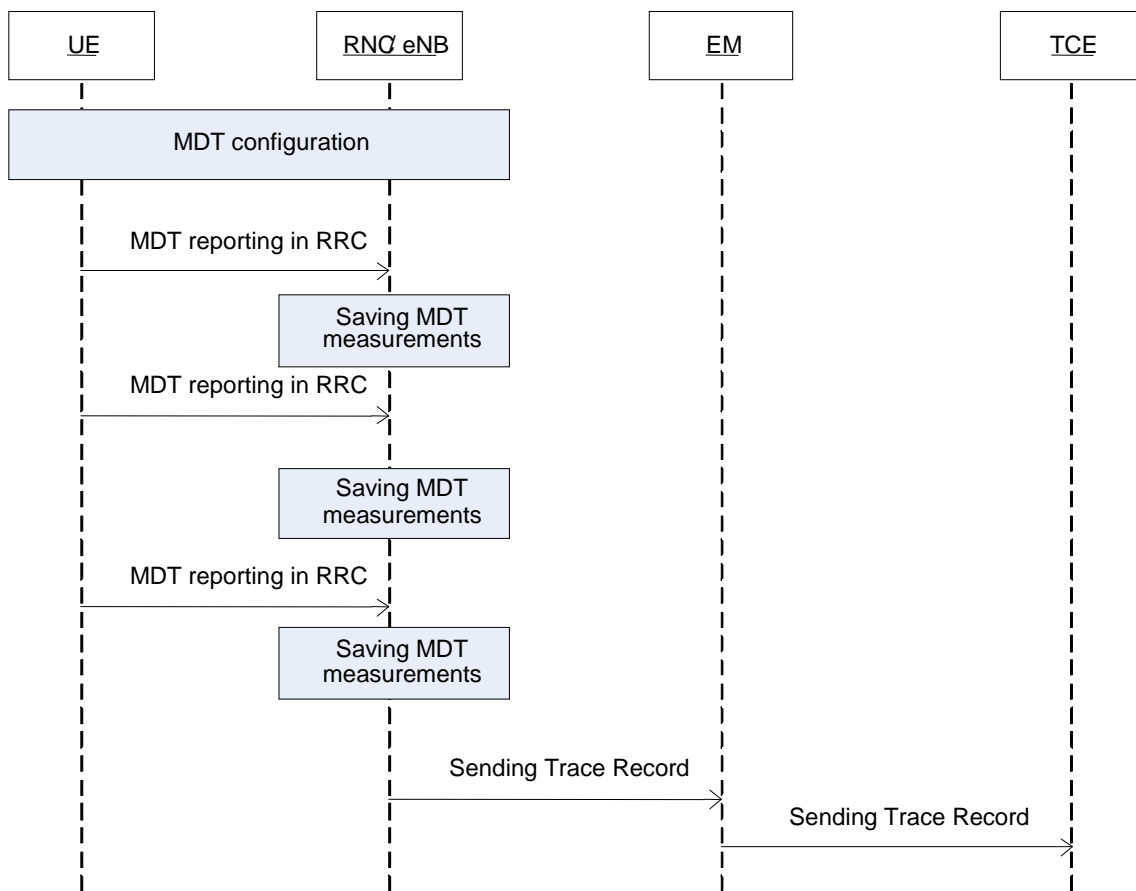 UE
RNC/ eNB
EM
TCE
MDT configuration
MDT reporting in RRC
Saving MDT
measurements
MDT reporting in RRC
Saving MDT
measurements
MDT reporting in RRC
Saving MDT
measurements
Sending Trace Record
Sending Trace Record